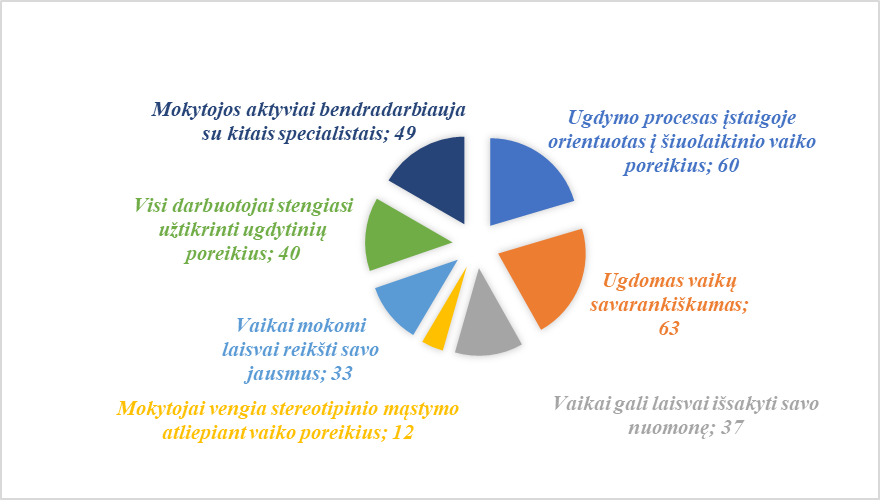 Mokytojos aktyviai bendradarbiauja
su kitais specialistais; 49
Ugdymo procesas įstaigoje
orientuotas į šiuolaikinio vaiko
poreikius; 60
Visi darbuotojai stengiasi
užtikrinti ugdytinių
poreikius; 40
Ugdomas vaikų
savarankiškumas;
63
Vaikai mokomi
laisvai reikšti savo
jausmus; 33
Mokytojai vengia stereotipinio mąstymo
atliepiant vaiko poreikius; 12
Vaikai gali laisvai išsakyti savo
nuomonę; 37